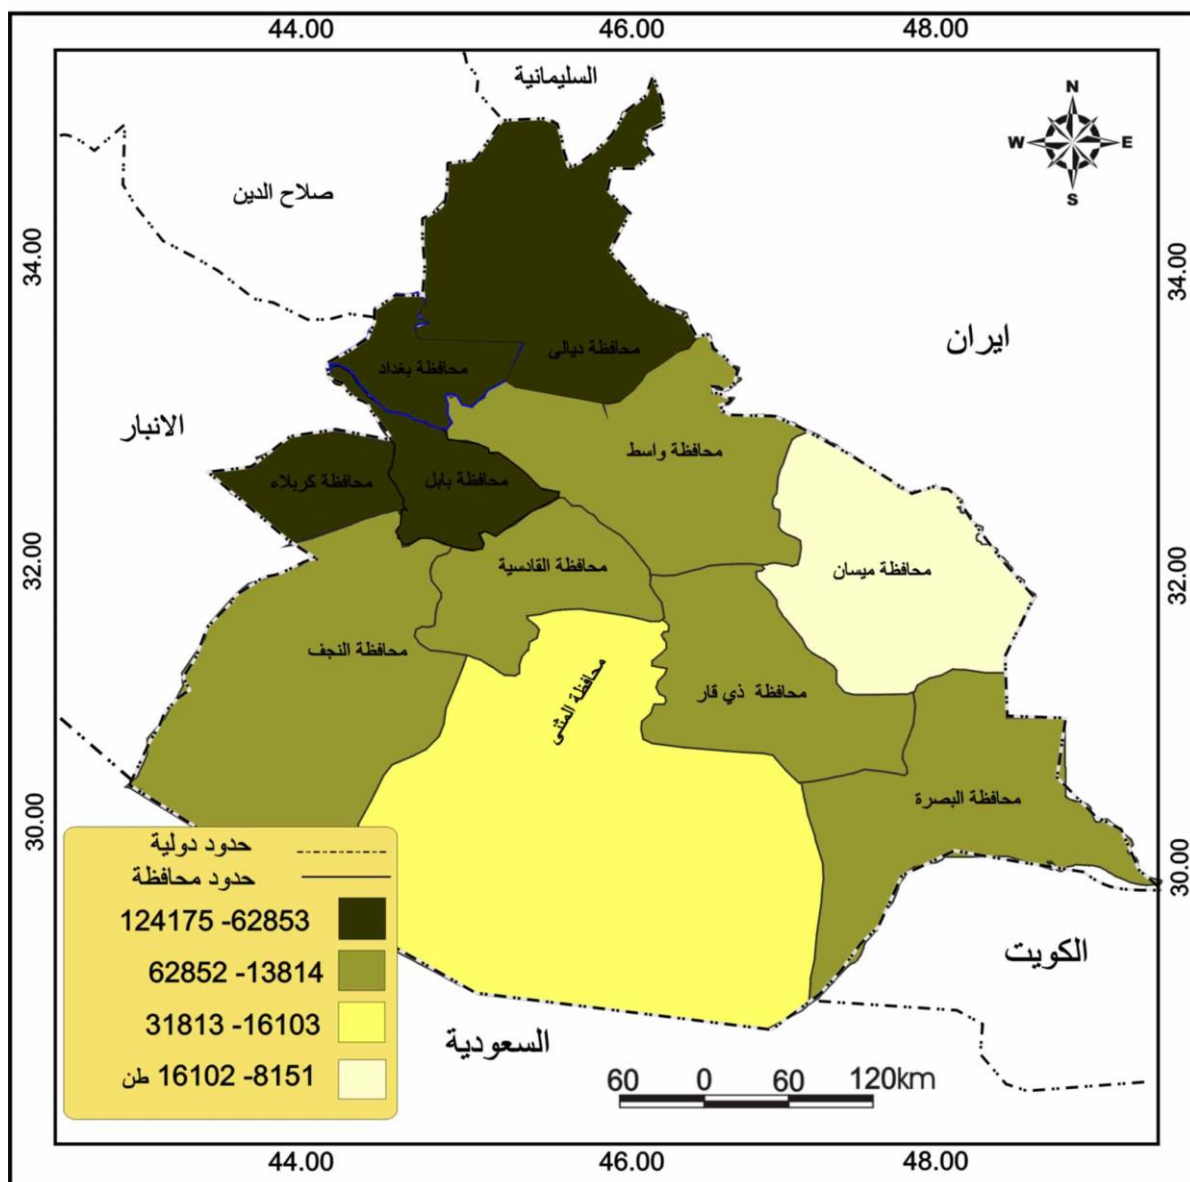 44.00 46.00 48.00
السليمانية
N
W E
S
صلاح الدين
34.00
34.00
ايران
محافظة ديالى
محافظة بغداد
الانبار
محافظة واسط
محافظة كربلاء
محافظة بابل
32.00
32.00
محافظة القادسية
محافظة ميسان
محافظة النجف
محافظة المثنى
محافظة ذي قار
محافظة البصرة
30.00
30.00
حدود دولية
حدود محافظة
124175 -62853
62852 -13814
31813 -16103
16102 -8151 طن
الكويت
السعودية
60 0 60 120km
44.00 46.00 48.00